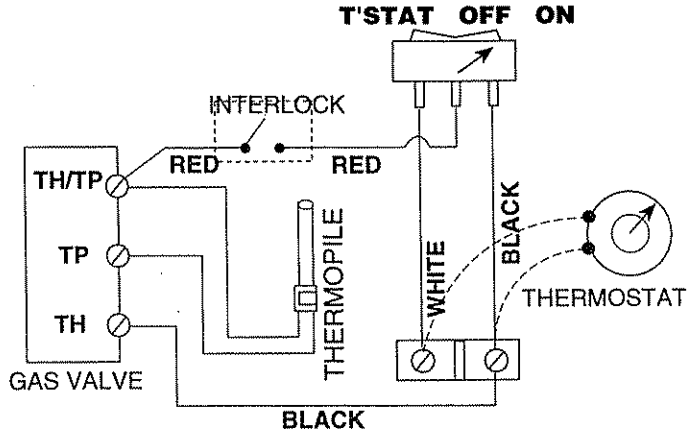 T'STAT OFF ON
INTERLOCK
RED
RED
TH/TP
TP
TH
GAS VALVE
THERMOPILE
WHITE
BLACK
THERMOSTAT
BLACK